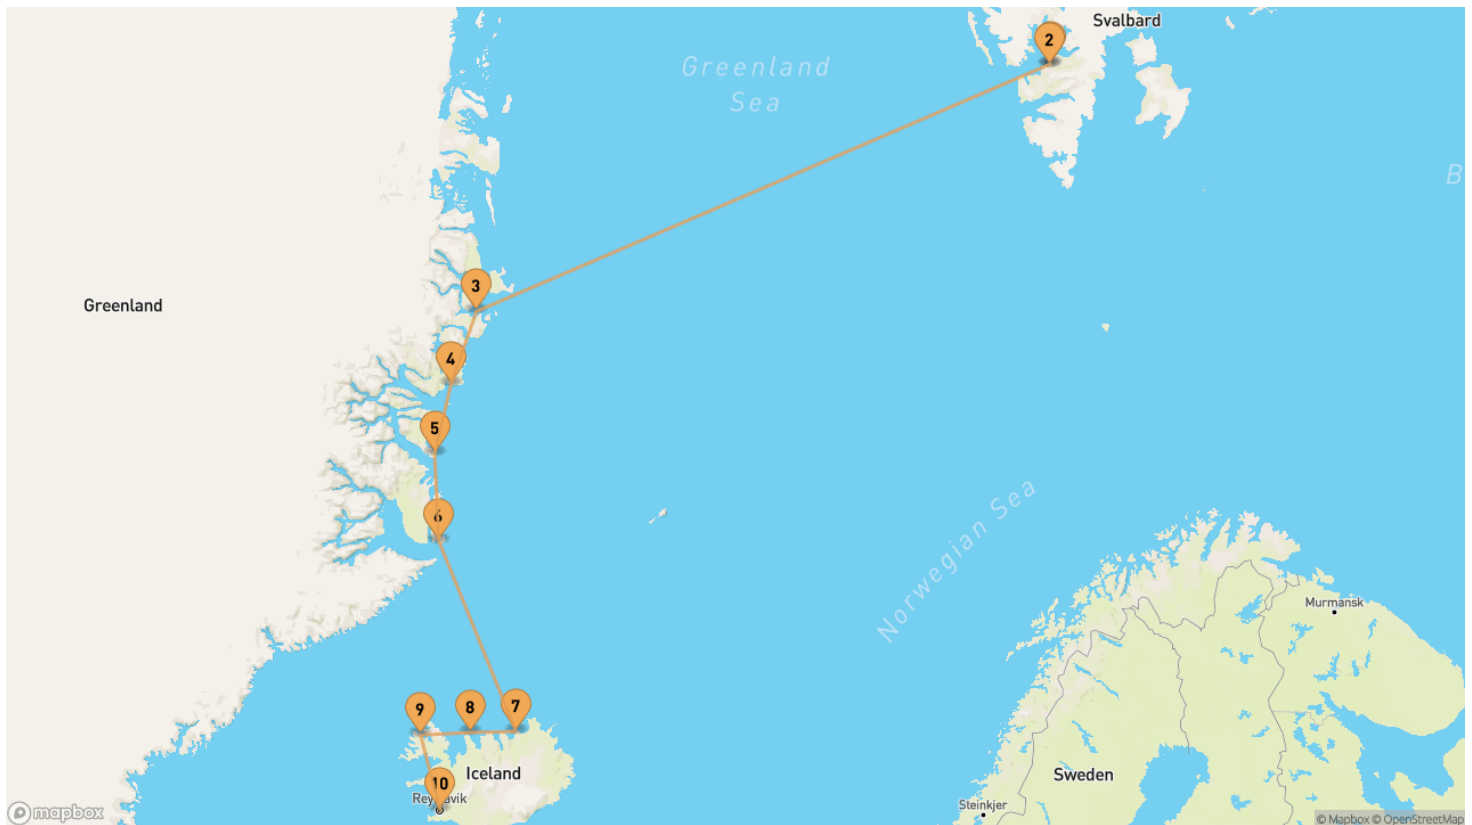 Svalbard
2
Greenland
Sea
B
3
Greenland
4
5
6
Norwegian Sea
Murmansk
9
8
7
Iceland
10
Sweden
Steinkjer
mapbox
© Mapbox © OpenStreetMap